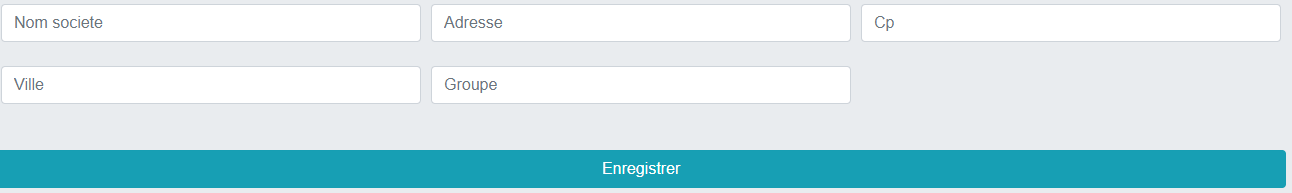 Nom societe
Adresse
Cp
Ville
Groupe
Enregistrer